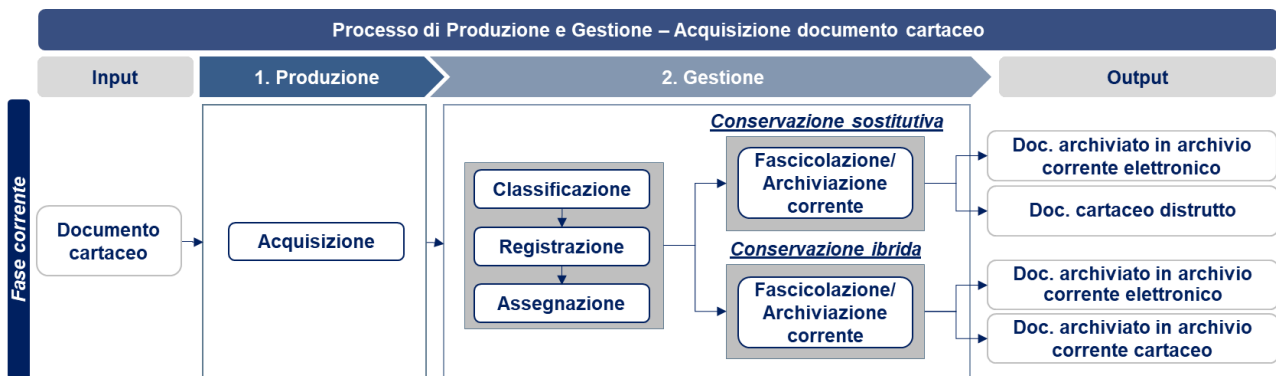 Processo di Produzione e Gestione – Acquisizione documento cartaceo
Input
1. Produzione
2. Gestione
Output
Fase corrente
Documento
cartaceo
Acquisizione
Classificazione
Registrazione
Assegnazione
Conservazione sostitutiva
Fascicolazione/
Archiviazione
corrente
Conservazione ibrida
Fascicolazione/
Archiviazione
corrente
Doc. archiviato in archivio
corrente elettronico
Doc. cartaceo distrutto
Doc. archiviato in archivio
corrente elettronico
Doc. archiviato in archivio
corrente cartaceo